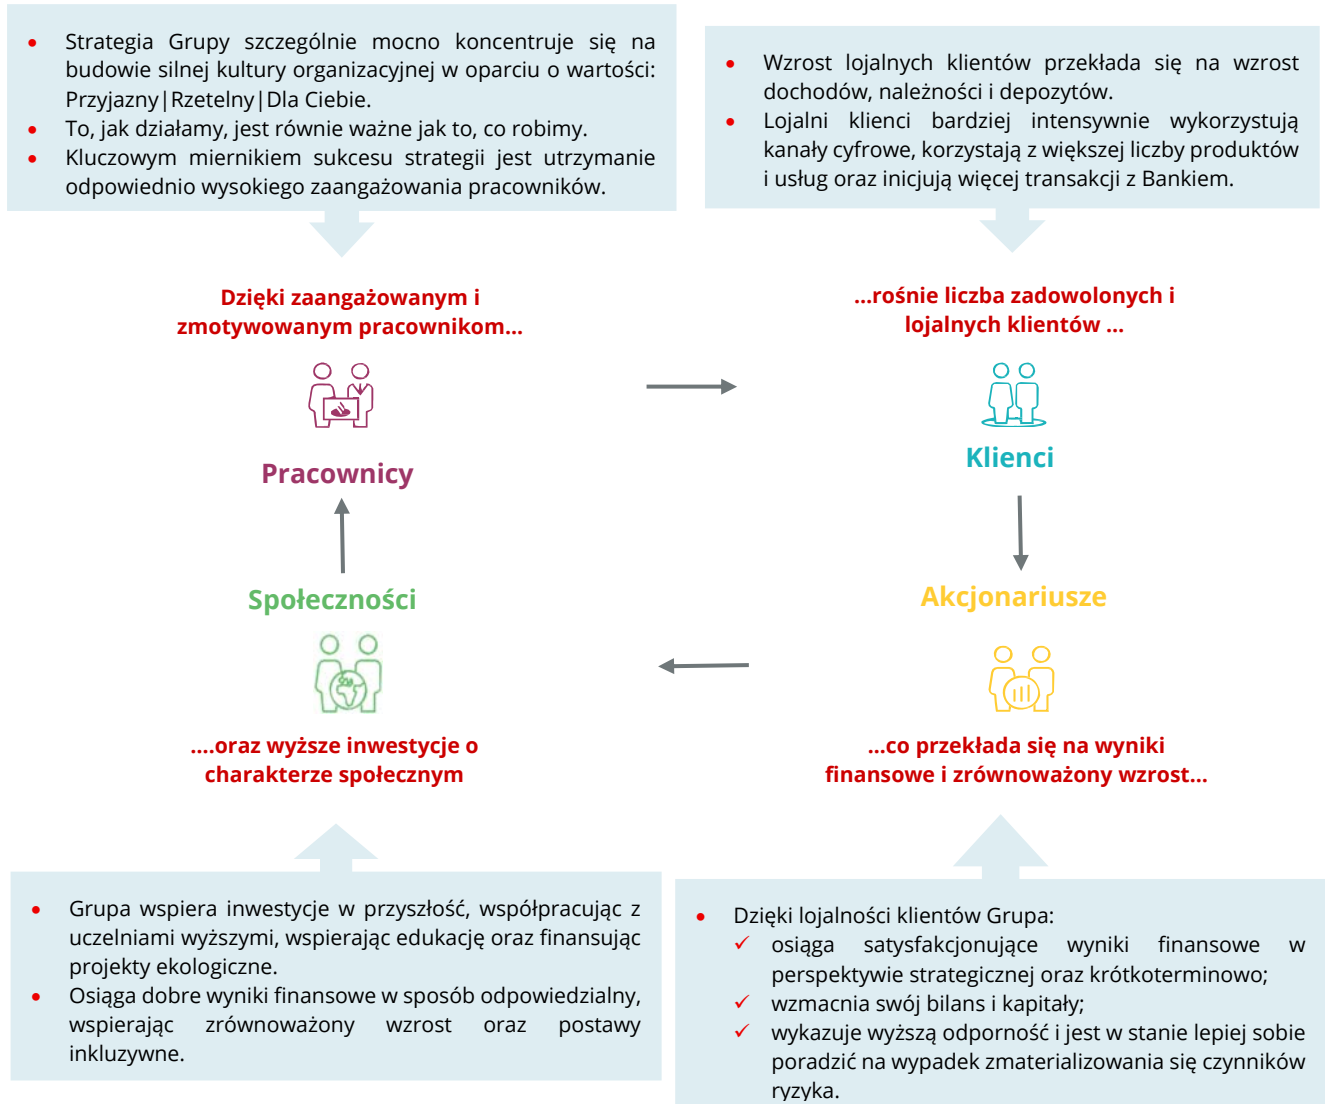 • Strategia Grupy szczególnie mocno koncentruje się na
budowie silnej kultury organizacyjnej w oparciu o wartości:
Przyjazny|Rzetelny|Dla Ciebie.
• To, jak działamy, jest równie ważne jak to, co robimy.
• Kluczowym miernikiem sukcesu strategii jest utrzymanie
odpowiednio wysokiego zaangażowania pracowników.
• Wzrost lojalnych klientów przekłada się na wzrost
dochodów, należności i depozytów.
• Lojalni klienci bardziej intensywnie wykorzystują
kanały cyfrowe, korzystają z większej liczby produktów
i usług oraz inicjują więcej transakcji z Bankiem.
Dzięki zaangażowanym i
zmotywowanym pracownikom...
...rośnie liczba zadowolonych i
lojalnych klientów ...
Pracownicy
Klienci
Społeczności
Akcjonariusze
....oraz wyższe inwestycje o
charakterze społecznym
...co przekłada się na wyniki
finansowe i zrównoważony wzrost...
• Grupa wspiera inwestycje w przyszłość, współpracując z
uczelniami wyższymi, wspierając edukację oraz finansując
projekty ekologiczne.
• Osiąga dobre wyniki finansowe w sposób odpowiedzialny,
wspierając zrównoważony wzrost oraz postawy
inkluzywne.
• Dzięki lojalności klientów Grupa:
✓ osiąga satysfakcjonujące wyniki finansowe w
perspektywie strategicznej oraz krótkoterminowo;
✓ wzmacnia swój bilans i kapitały;
✓ wykazuje wyższą odporność i jest w stanie lepiej sobie
poradzić na wypadek zmaterializowania się czynników
ryzyka.